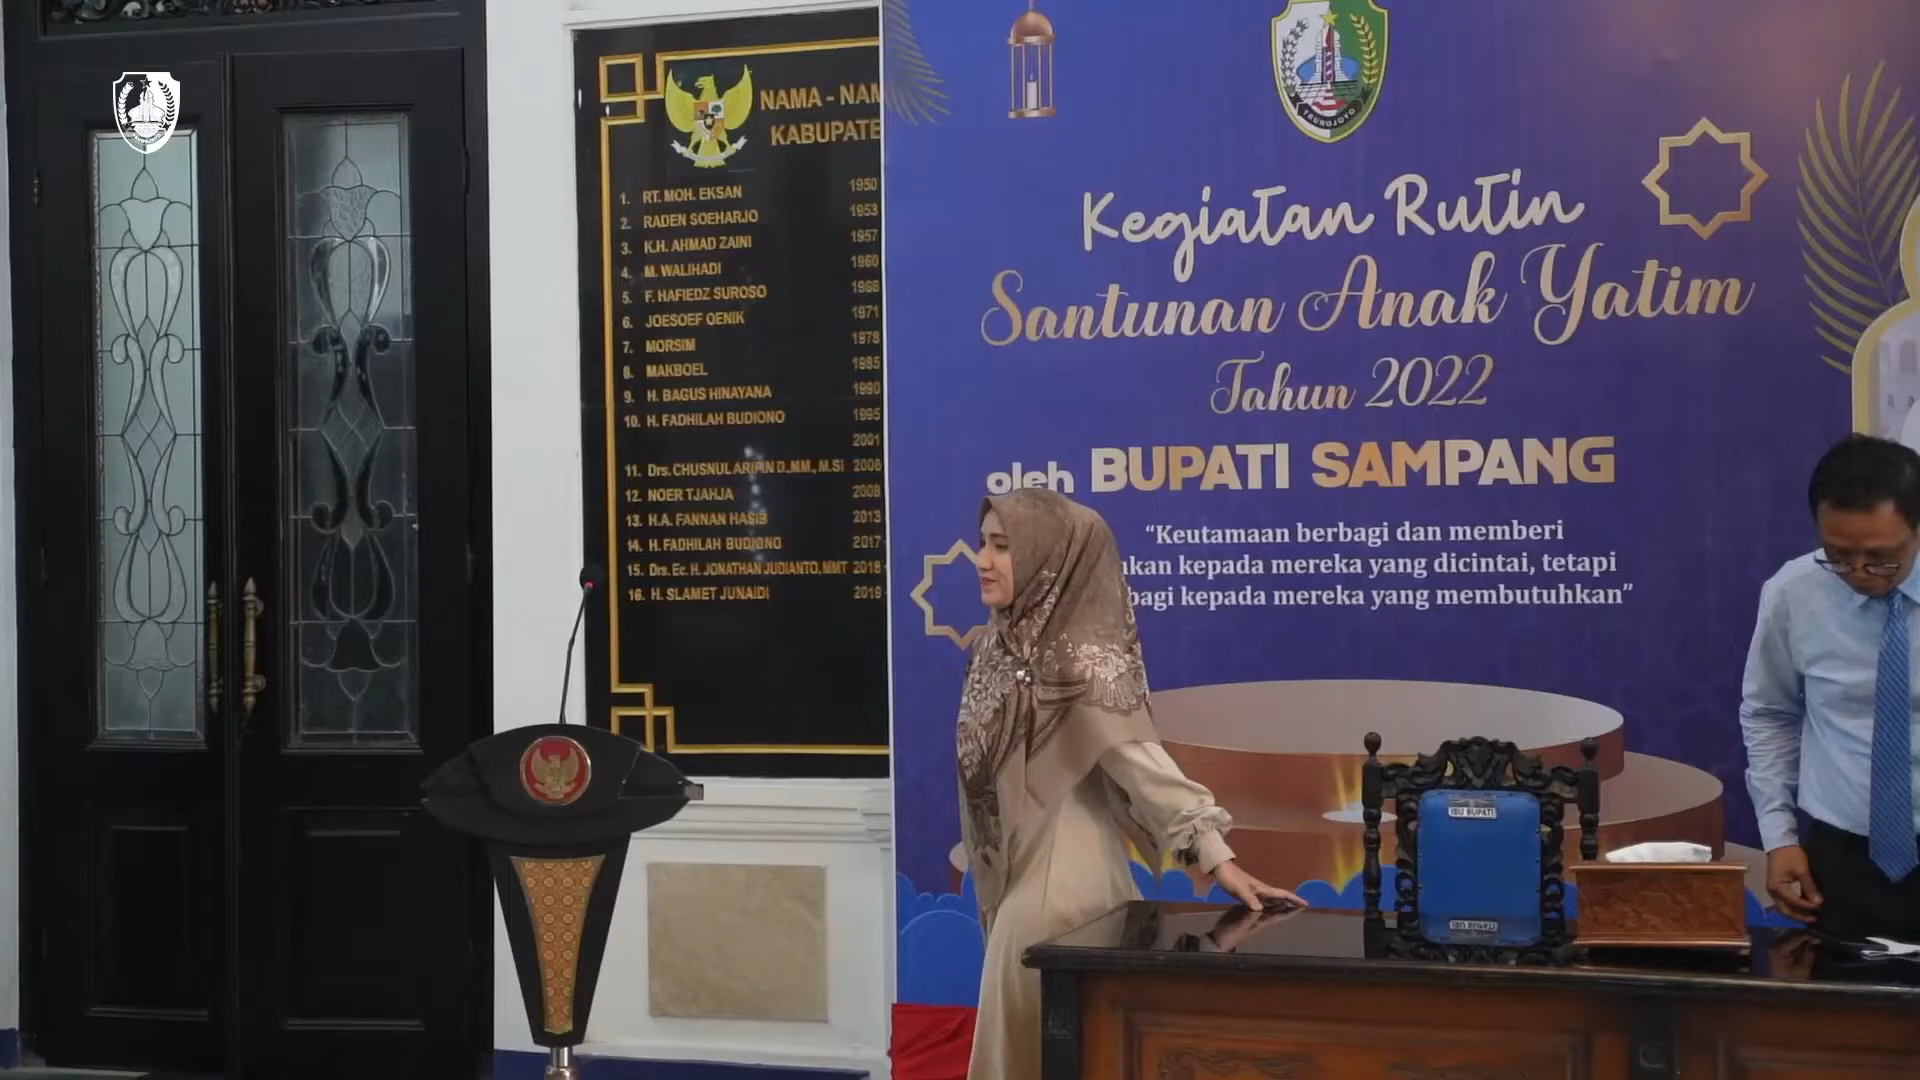 NAMA - NAM
KABUPATE
1. RT. MOH. EKSAN 1950
2. RADEN SOEHARJO 1953
3. K.H. AHMAD ZAINI 1957
4. M. WALIHADI 1960
5. F. HAFIEDZ SUROSO 1966
6. JOESOEF OENIK 1971
7. MORSIM 1978
8. MAKBOEL 1985
9. H. BAGUS HINAYANA 1990
10. H. FADHILAH BUDIONO 1995
2001
11. Drs. CHUSNUL ARIFIN D.,MM., M.Si 2006
12. NOER TJAHJA 2008
13. H.A. FANNAN HASIB 2013
14. H. FADHILAH BUDIONO 2017
15. Drs. Ec. H. JONATHAN JUDIANTO, MMT 2018
16. H. SLAMET JUNAIDI 2019
TRUNOJOYO
Kegiatan Rutin
Santunan Anak Yatim
Tahun 2022
oleh BUPATI SAMPANG
“Keutamaan berbagi dan memberi
ukan kepada mereka yang dicintai, tetapi
bagi kepada mereka yang membutuhkan”
IBU BUPATI